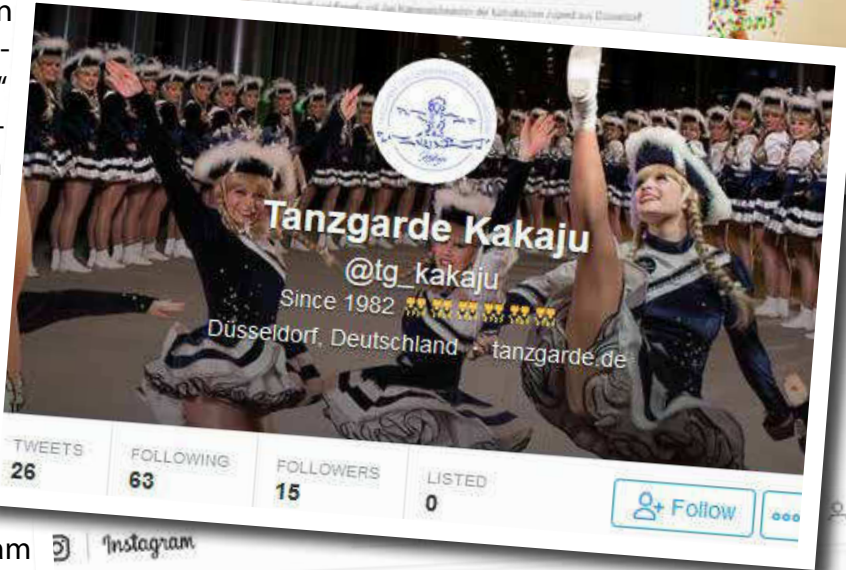 Tanzgarde Kakaju
@tg_kakaju
Since 1982
Düsseldorf, Deutschland · tanzgarde.de
TWEETS
26
FOLLOWING
63
FOLLOWERS
15
LISTED
0
Follow
Instagram